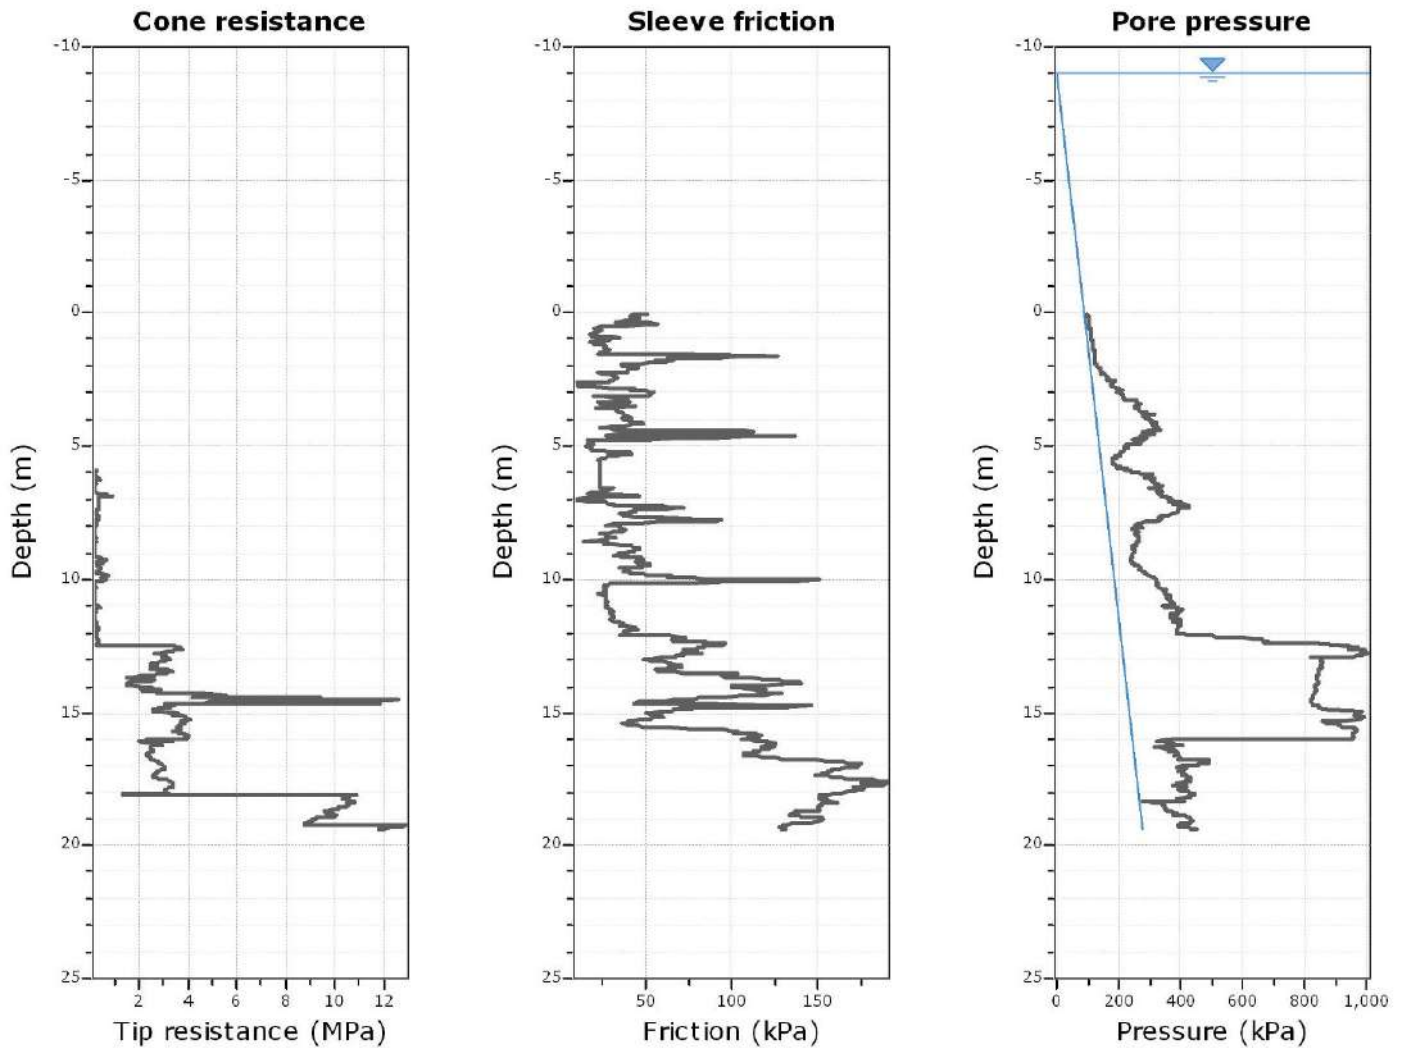 Cone resistance
-10
-5
0
5
10
15
20
25
Depth (m)
2 4 6 8 10 12
Tip resistance (MPa)
Sleeve friction
-10
-5
0
5
10
15
20
25
Depth (m)
50 100 150
Friction (kPa)
Pore pressure
-10
-5
0
5
10
15
20
25
Depth (m)
0 200 400 600 800 1,000
Pressure (kPa)